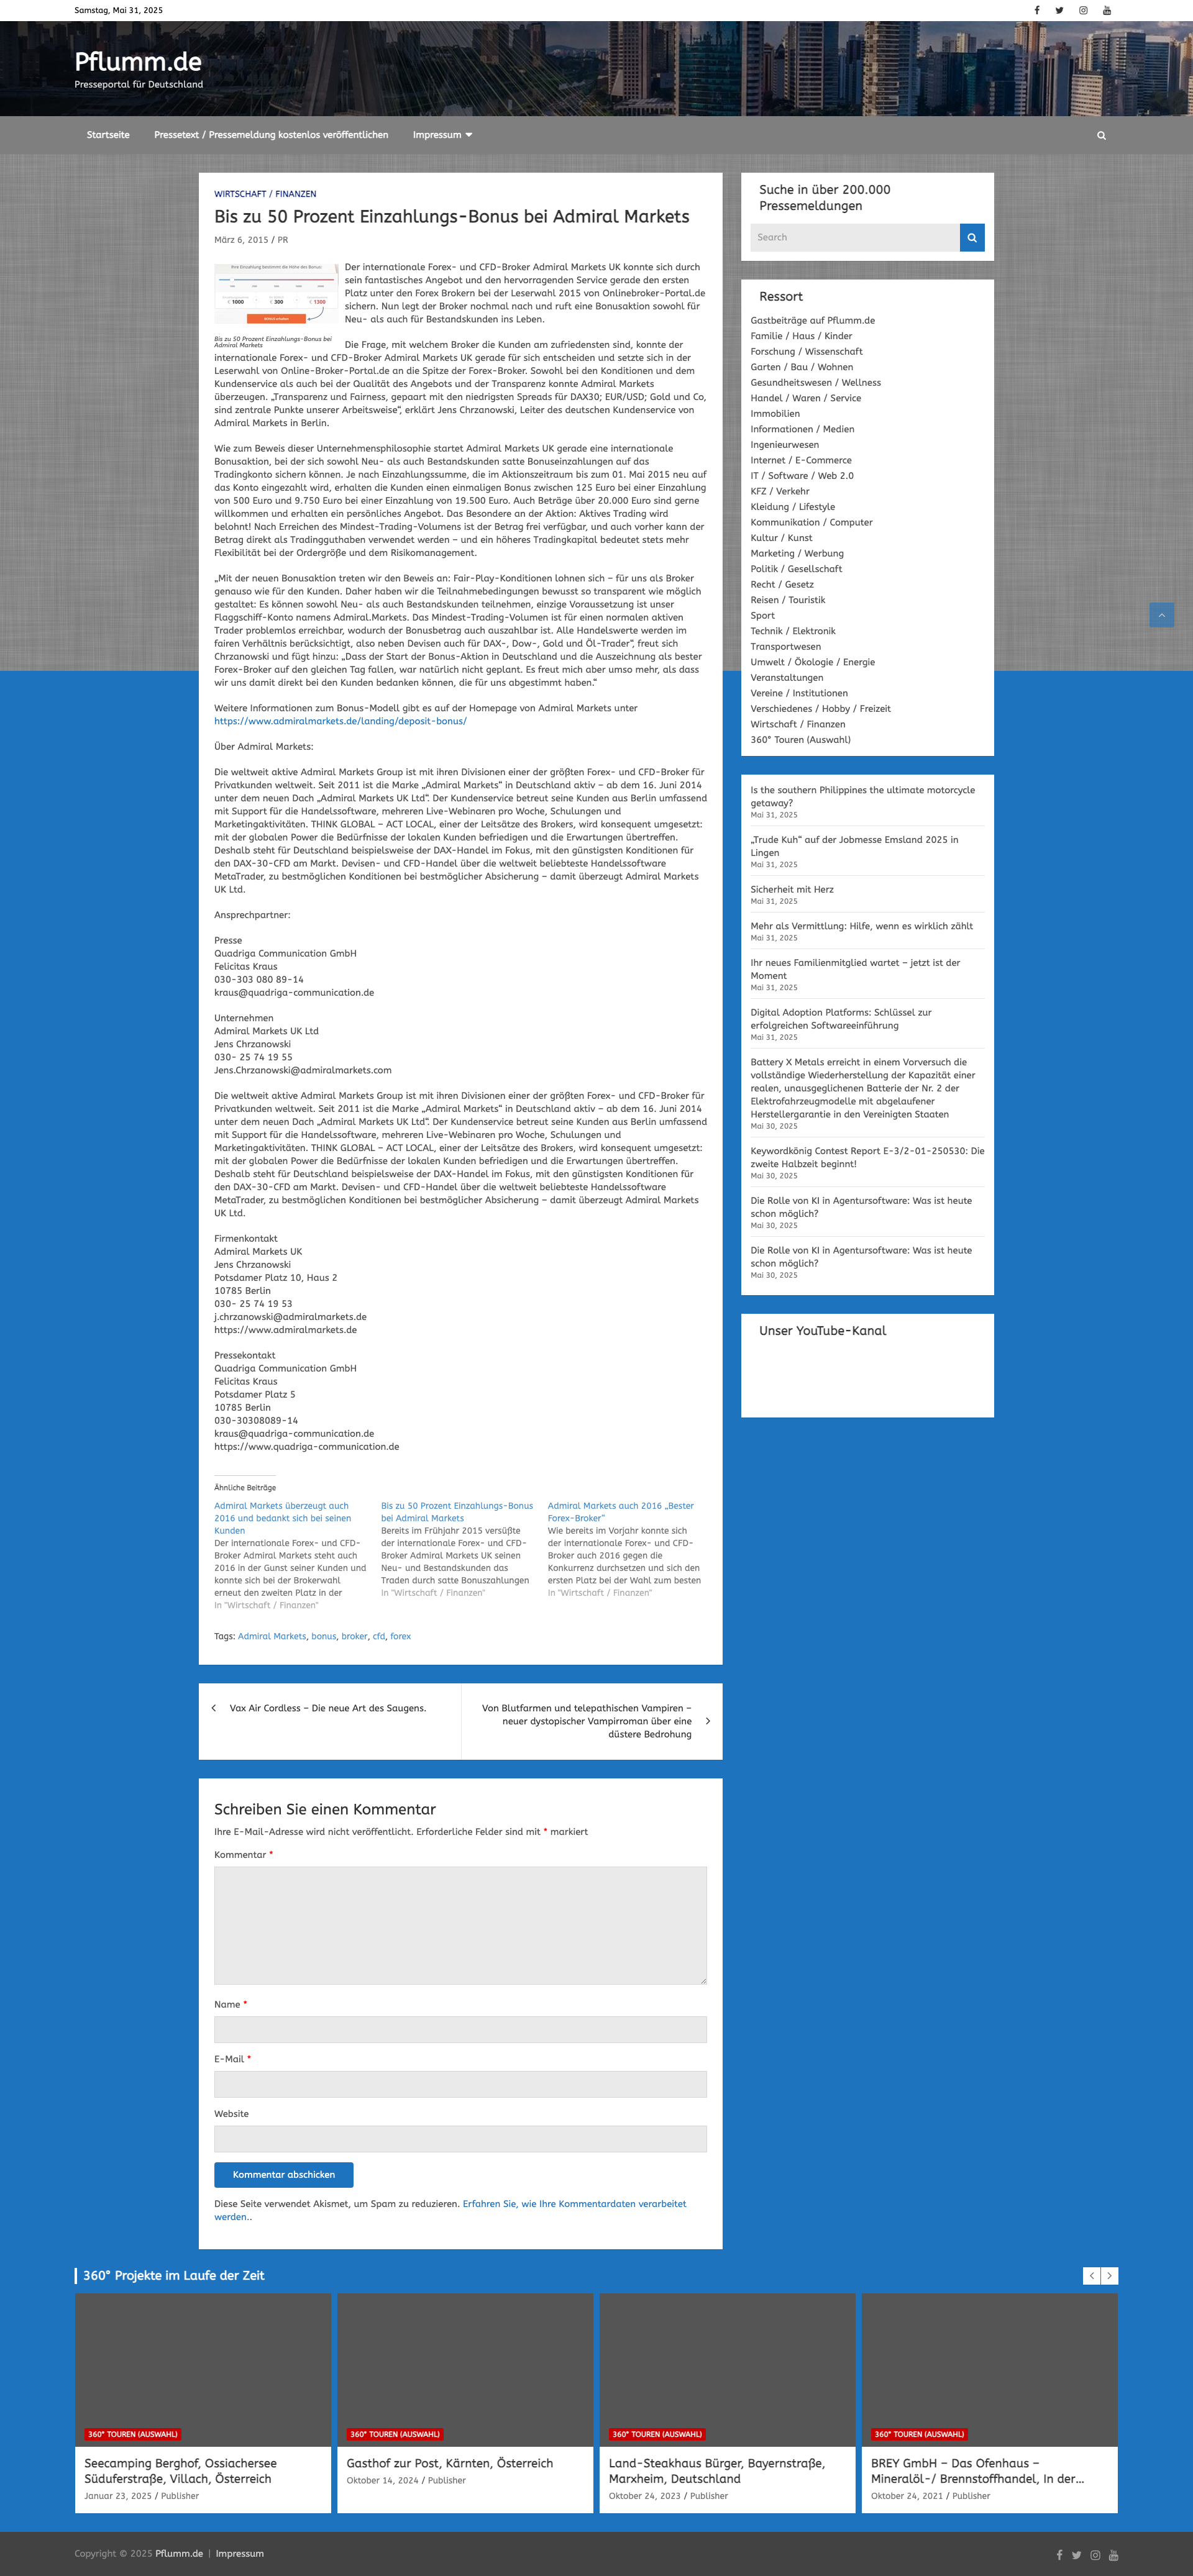 Samstag, Mai 31, 2025
Pflumm.de
Presseportal für Deutschland
Startseite
Pressetext / Pressemeldung kostenlos veröffentlichen
Impressum
WIRTSCHAFT / FINANZEN
Bis zu 50 Prozent Einzahlungs-Bonus bei Admiral Markets
März 6, 2015 / PR
Ihre Einzahlung bestimmt die Höhe des Bonus:
€ 1000
€ 300
€ 1300
Bis zu 50 Prozent Einzahlungs-Bonus bei
Admiral Markets
Der internationale Forex- und CFD-Broker Admiral Markets UK konnte sich durch
sein fantastisches Angebot und den hervorragenden Service gerade den ersten
Platz unter den Forex Brokern bei der Leserwahl 2015 von Onlinebroker-Portal.de
sichern. Nun legt der Broker nochmal nach und ruft eine Bonusaktion sowohl für
Neu- als auch für Bestandskunden ins Leben.
Die Frage, mit welchem Broker die Kunden am zufriedensten sind, konnte der
internationale Forex- und CFD-Broker Admiral Markets UK gerade für sich entscheiden und setzte sich in der
Leserwahl von Online-Broker-Portal.de an die Spitze der Forex-Broker. Sowohl bei den Konditionen und dem
Kundenservice als auch bei der Qualität des Angebots und der Transparenz konnte Admiral Markets
überzeugen. „Transparenz und Fairness, gepaart mit den niedrigsten Spreads für DAX30; EUR/USD; Gold und Co,
sind zentrale Punkte unserer Arbeitsweise“, erklärt Jens Chrzanowski, Leiter des deutschen Kundenservice von
Admiral Markets in Berlin.
Wie zum Beweis dieser Unternehmensphilosophie startet Admiral Markets UK gerade eine internationale
Bonusaktion, bei der sich sowohl Neu- als auch Bestandskunden satte Bonuseinzahlungen auf das
Tradingkonto sichern können. Je nach Einzahlungssumme, die im Aktionszeitraum bis zum 01. Mai 2015 neu auf
das Konto eingezahlt wird, erhalten die Kunden einen einmaligen Bonus zwischen 125 Euro bei einer Einzahlung
von 500 Euro und 9.750 Euro bei einer Einzahlung von 19.500 Euro. Auch Beträge über 20.000 Euro sind gerne
willkommen und erhalten ein persönliches Angebot. Das Besondere an der Aktion: Aktives Trading wird
belohnt! Nach Erreichen des Mindest-Trading-Volumens ist der Betrag frei verfügbar, und auch vorher kann der
Betrag direkt als Tradingguthaben verwendet werden – und ein höheres Tradingkapital bedeutet stets mehr
Flexibilität bei der Ordergröße und dem Risikomanagement.
„Mit der neuen Bonusaktion treten wir den Beweis an: Fair-Play-Konditionen lohnen sich – für uns als Broker
genauso wie für den Kunden. Daher haben wir die Teilnahmebedingungen bewusst so transparent wie möglich
gestaltet: Es können sowohl Neu- als auch Bestandskunden teilnehmen, einzige Voraussetzung ist unser
Flaggschiff-Konto namens Admiral.Markets. Das Mindest-Trading-Volumen ist für einen normalen aktiven
Trader problemlos erreichbar, wodurch der Bonusbetrag auch auszahlbar ist. Alle Handelswerte werden im
fairen Verhältnis berücksichtigt, also neben Devisen auch für DAX-, Dow-, Gold und Öl-Trader“, freut sich
Chrzanowski und fügt hinzu: „Dass der Start der Bonus-Aktion in Deutschland und die Auszeichnung als bester
Forex-Broker auf den gleichen Tag fallen, war natürlich nicht geplant. Es freut mich aber umso mehr, als dass
wir uns damit direkt bei den Kunden bedanken können, die für uns abgestimmt haben.“
Weitere Informationen zum Bonus-Modell gibt es auf der Homepage von Admiral Markets unter
https://www.admiralmarkets.de/landing/deposit-bonus/
Über Admiral Markets:
Die weltweit aktive Admiral Markets Group ist mit ihren Divisionen einer der größten Forex- und CFD-Broker für
Privatkunden weltweit. Seit 2011 ist die Marke „Admiral Markets“ in Deutschland aktiv – ab dem 16. Juni 2014
unter dem neuen Dach „Admiral Markets UK Ltd“. Der Kundenservice betreut seine Kunden aus Berlin umfassend
mit Support für die Handelssoftware, mehreren Live-Webinaren pro Woche, Schulungen und
Marketingaktivitäten. THINK GLOBAL – ACT LOCAL, einer der Leitsätze des Brokers, wird konsequent umgesetzt:
mit der globalen Power die Bedürfnisse der lokalen Kunden befriedigen und die Erwartungen übertreffen.
Deshalb steht für Deutschland beispielsweise der DAX-Handel im Fokus, mit den günstigsten Konditionen für
den DAX-30-CFD am Markt. Devisen- und CFD-Handel über die weltweit beliebteste Handelssoftware
MetaTrader, zu bestmöglichen Konditionen bei bestmöglicher Absicherung – damit überzeugt Admiral Markets
UK Ltd.
Ansprechpartner:
Presse
Quadriga Communication GmbH
Felicitas Kraus
030-303 080 89-14
kraus@quadriga-communication.de
Unternehmen
Admiral Markets UK Ltd
Jens Chrzanowski
030- 25 74 19 55
Jens.Chrzanowski@admiralmarkets.com
Die weltweit aktive Admiral Markets Group ist mit ihren Divisionen einer der größten Forex- und CFD-Broker für
Privatkunden weltweit. Seit 2011 ist die Marke „Admiral Markets“ in Deutschland aktiv – ab dem 16. Juni 2014
unter dem neuen Dach „Admiral Markets UK Ltd“. Der Kundenservice betreut seine Kunden aus Berlin umfassend
mit Support für die Handelssoftware, mehreren Live-Webinaren pro Woche, Schulungen und
Marketingaktivitäten. THINK GLOBAL – ACT LOCAL, einer der Leitsätze des Brokers, wird konsequent umgesetzt:
mit der globalen Power die Bedürfnisse der lokalen Kunden befriedigen und die Erwartungen übertreffen.
Deshalb steht für Deutschland beispielsweise der DAX-Handel im Fokus, mit den günstigsten Konditionen für
den DAX-30-CFD am Markt. Devisen- und CFD-Handel über die weltweit beliebteste Handelssoftware
MetaTrader, zu bestmöglichen Konditionen bei bestmöglicher Absicherung – damit überzeugt Admiral Markets
UK Ltd.
Firmenkontakt
Admiral Markets UK
Jens Chrzanowski
Potsdamer Platz 10, Haus 2
10785 Berlin
030- 25 74 19 53
j.chrzanowski@admiralmarkets.de
https://www.admiralmarkets.de
Pressekontakt
Quadriga Communication GmbH
Felicitas Kraus
Potsdamer Platz 5
10785 Berlin
030-30308089-14
kraus@quadriga-communication.de
https://www.quadriga-communication.de
Ähnliche Beiträge
Admiral Markets überzeugt auch
2016 und bedankt sich bei seinen
Kunden
Der internationale Forex- und CFD-
Broker Admiral Markets steht auch
2016 in der Gunst seiner Kunden und
konnte sich bei der Brokerwahl
erneut den zweiten Platz in der
In "Wirtschaft / Finanzen"
Bis zu 50 Prozent Einzahlungs-Bonus
bei Admiral Markets
Bereits im Frühjahr 2015 versüßte
der internationale Forex- und CFD-
Broker Admiral Markets UK seinen
Neu- und Bestandskunden das
Traden durch satte Bonuszahlungen
In "Wirtschaft / Finanzen"
Admiral Markets auch 2016 „Bester
Forex-Broker“
Wie bereits im Vorjahr konnte sich
der internationale Forex- und CFD-
Broker auch 2016 gegen die
Konkurrenz durchsetzen und sich den
ersten Platz bei der Wahl zum besten
In "Wirtschaft / Finanzen"
Tags: Admiral Markets, bonus, broker, cfd, forex
Vax Air Cordless – Die neue Art des Saugens.
Von Blutfarmen und telepathischen Vampiren –
neuer dystopischer Vampirroman über eine
düstere Bedrohung
Schreiben Sie einen Kommentar
Ihre E-Mail-Adresse wird nicht veröffentlicht. Erforderliche Felder sind mit * markiert
Kommentar *
Name *
E-Mail *
Website
Kommentar abschicken
Diese Seite verwendet Akismet, um Spam zu reduzieren. Erfahren Sie, wie Ihre Kommentardaten verarbeitet
werden..
Suche in über 200.000
Pressemeldungen
Search
Ressort
Gastbeiträge auf Pflumm.de
Familie / Haus / Kinder
Forschung / Wissenschaft
Garten / Bau / Wohnen
Gesundheitswesen / Wellness
Handel / Waren / Service
Immobilien
Informationen / Medien
Ingenieurwesen
Internet / E-Commerce
IT / Software / Web 2.0
KFZ / Verkehr
Kleidung / Lifestyle
Kommunikation / Computer
Kultur / Kunst
Marketing / Werbung
Politik / Gesellschaft
Recht / Gesetz
Reisen / Touristik
Sport
Technik / Elektronik
Transportwesen
Umwelt / Ökologie / Energie
Veranstaltungen
Vereine / Institutionen
Verschiedenes / Hobby / Freizeit
Wirtschaft / Finanzen
360° Touren (Auswahl)
Is the southern Philippines the ultimate motorcycle
getaway?
Mai 31, 2025
„Trude Kuh“ auf der Jobmesse Emsland 2025 in
Lingen
Mai 31, 2025
Sicherheit mit Herz
Mai 31, 2025
Mehr als Vermittlung: Hilfe, wenn es wirklich zählt
Mai 31, 2025
Ihr neues Familienmitglied wartet – jetzt ist der
Moment
Mai 31, 2025
Digital Adoption Platforms: Schlüssel zur
erfolgreichen Softwareeinführung
Mai 31, 2025
Battery X Metals erreicht in einem Vorversuch die
vollständige Wiederherstellung der Kapazität einer
realen, unausgeglichenen Batterie der Nr. 2 der
Elektrofahrzeugmodelle mit abgelaufener
Herstellergarantie in den Vereinigten Staaten
Mai 30, 2025
Keywordkönig Contest Report E-3/2-01-250530: Die
zweite Halbzeit beginnt!
Mai 30, 2025
Die Rolle von KI in Agentursoftware: Was ist heute
schon möglich?
Mai 30, 2025
Die Rolle von KI in Agentursoftware: Was ist heute
schon möglich?
Mai 30, 2025
Unser YouTube-Kanal
360° Projekte im Laufe der Zeit
360° TOUREN (AUSWAHL)
Seecamping Berghof, Ossiachersee
Süduferstraße, Villach, Österreich
Januar 23, 2025 / Publisher
360° TOUREN (AUSWAHL)
Gasthof zur Post, Kärnten, Österreich
Oktober 14, 2024 / Publisher
360° TOUREN (AUSWAHL)
Land-Steakhaus Bürger, Bayernstraße,
Marxheim, Deutschland
Oktober 24, 2023 / Publisher
360° TOUREN (AUSWAHL)
BREY GmbH – Das Ofenhaus –
Mineralöl-/ Brennstoffhandel, In der...
Oktober 24, 2021 / Publisher
Copyright © 2025 Pflumm.de | Impressum